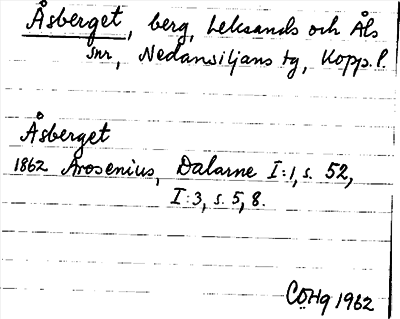 Åsberget, berg, Leksands och Åls
snr, Nedansiljans tg, Kopp. l.
Åsberget
1862 Arosenius, Dalarne I:1, s. 52,
I:3, s. 5, 8.
CÖHg 1962